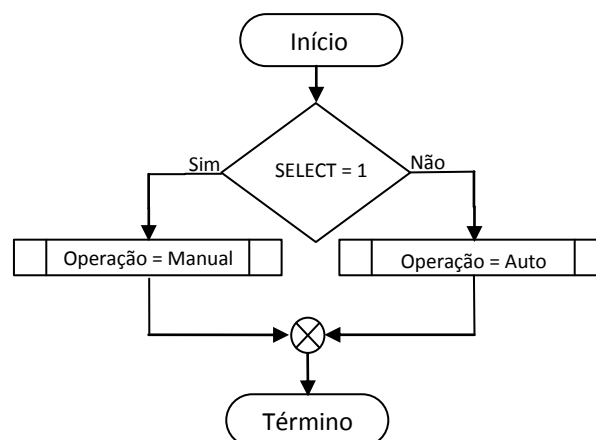 Início
Sim
SELECT = 1
Não
Operação = Manual
Operação = Auto
Término